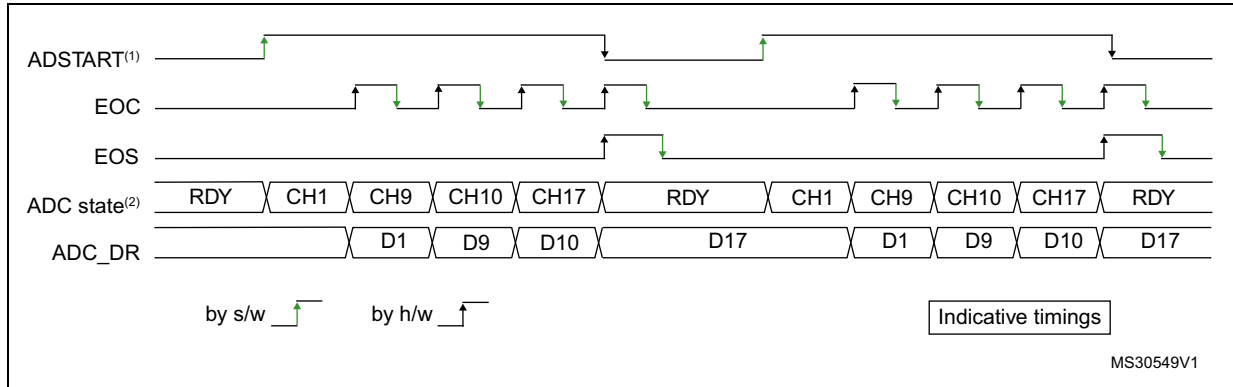 ADSTART(1)
EOC
EOS
ADC state(2) RDY CH1 CH9 CH10 CH17 RDY CH1 CH9 CH10 CH17 RDY
ADC_DR D1 D9 D10 D17 D1 D9 D10 D17
by s/w by h/w Indicative timings
MS30549V1